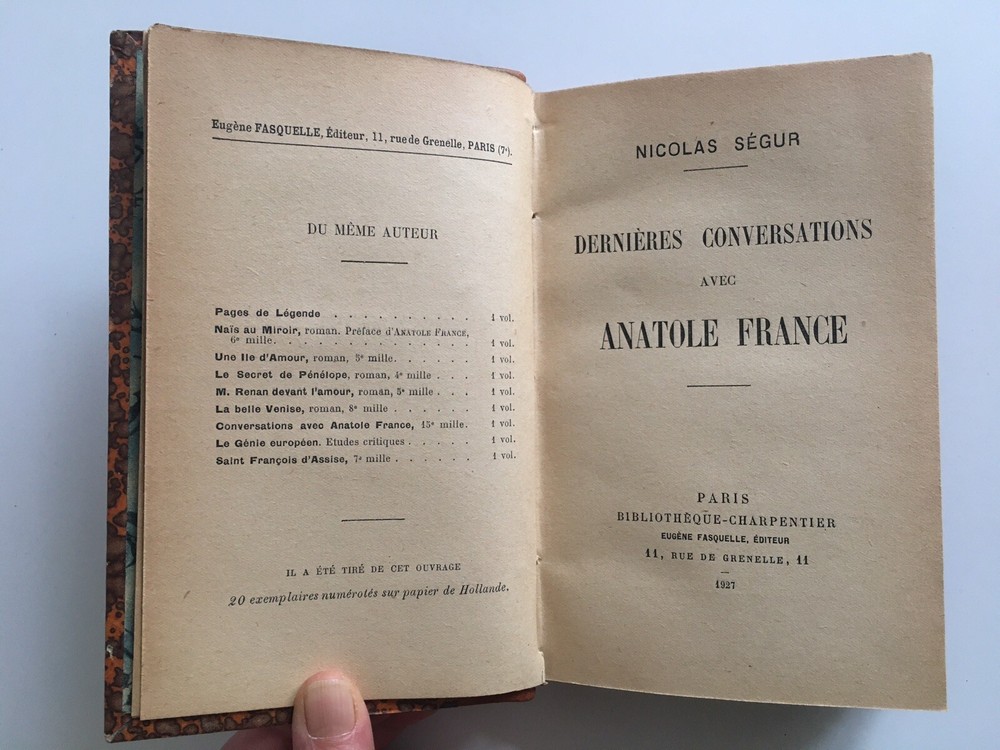 Eugène FASQUELLE, Éditeur, 11, rue de Grenelle, PARIS (7e).
DU MÊME AUTEUR
Pages de Légende . . . . . . . . . . 1 vol.
Naïs au Miroir, roman. Préface d'ANATOLE FRANCE,
6e mille. . . . . . . . . . . . . . 1 vol.
Une Ile d'Amour, roman, 5e mille. . . . . . 1 vol.
Le Secret de Pénélope, roman, 4e mille . . . 1 vol.
M. Renan devant l'amour, roman, 5e mille . . . 1 vol.
La belle Venise, roman, 8e mille . . . . . . 1 vol.
Conversations avec Anatole France, 15e mille. 1 vol.
Le Génie européen. Etudes critiques . . . . . 1 vol.
Saint François d'Assise, 7e mille . . . . . . 1 vol.
IL A ÉTÉ TIRÉ DE CET OUVRAGE
20 exemplaires numérotés sur papier de Hollande.
NICOLAS SÉGUR
DERNIÈRES CONVERSATIONS
AVEC
ANATOLE FRANCE
PARIS
BIBLIOTHÈQUE-CHARPENTIER
EUGÈNE FASQUELLE, ÉDITEUR
11, RUE DE GRENELLE, 11
1927